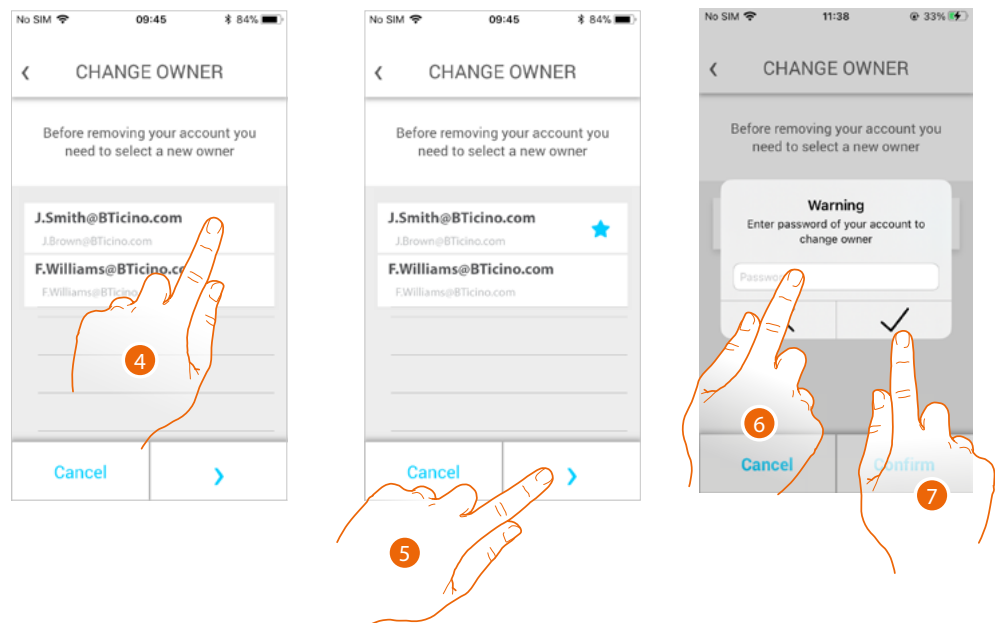 No SIM 09:45 84%
CHANGE OWNER
Before removing your account you
need to select a new owner
J.Smith@BTicino.com
J.Brown@BTicino.com
F.Williams@BTicino.c
F.Williams@BTicino
4
Cancel
No SIM 09:45 84%
CHANGE OWNER
Before removing your account you
need to select a new owner
J.Smith@BTicino.com
J.Brown@BTicino.com
F.Williams@BTicino.com
F.Williams@BTicino.com
Cancel
5
No SIM 11:38 33%
CHANGE OWNER
Before removing your account you
need to select a new owner
Warning
Enter password of your account to
change owner
Password
6
Cancel Confirm
7